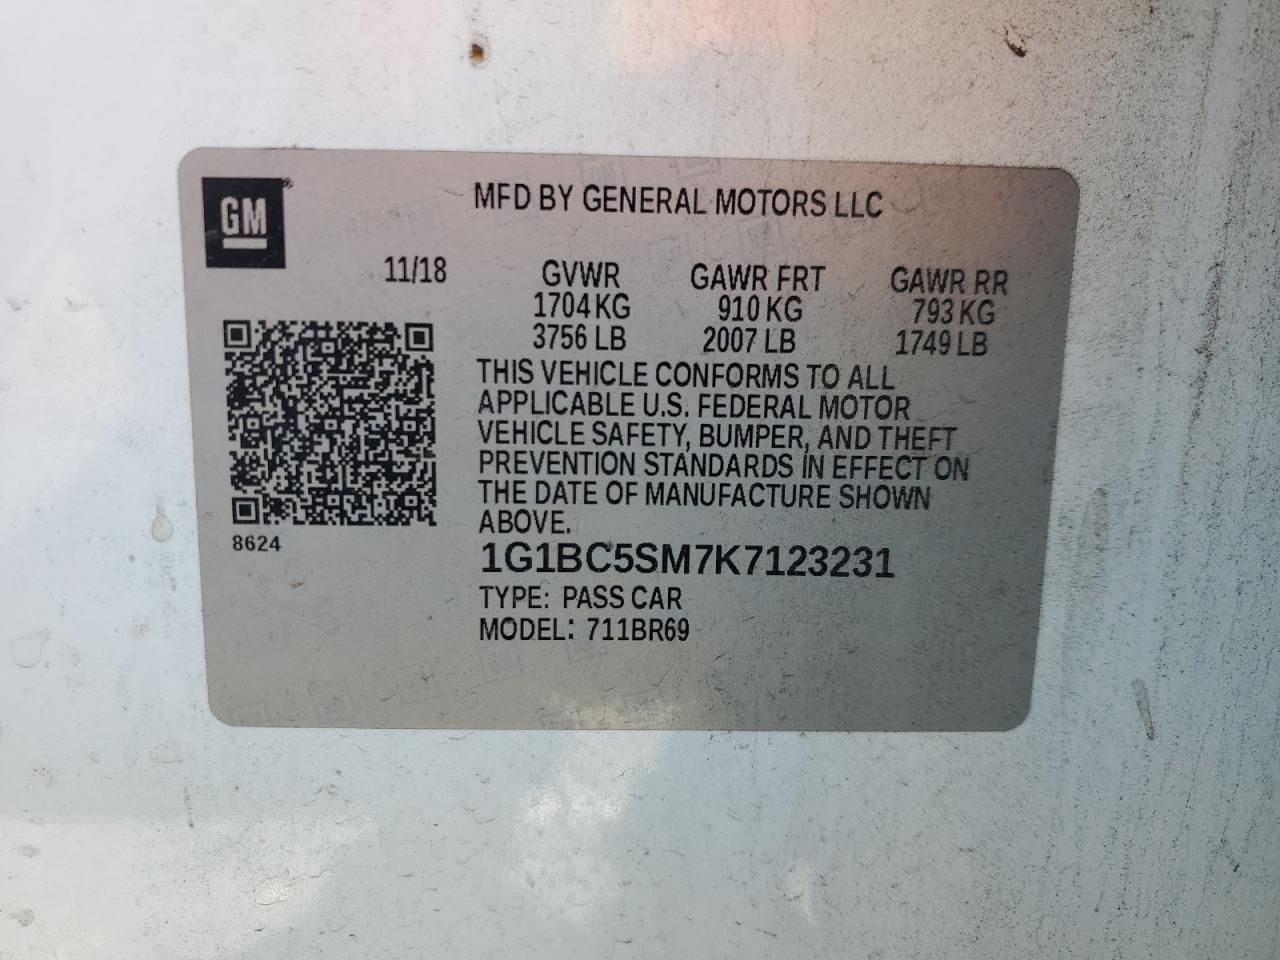 GM
MFD BY GENERAL MOTORS LLC
11/18
GVWR GAWR FRT GAWR RR
1704 KG 910 KG 793 KG
3756 LB 2007 LB 1749 LB
THIS VEHICLE CONFORMS TO ALL
APPLICABLE U.S. FEDERAL MOTOR
VEHICLE SAFETY, BUMPER, AND THEFT
PREVENTION STANDARDS IN EFFECT ON
THE DATE OF MANUFACTURE SHOWN
ABOVE.
8624
1G1BC5SM7K7123231
TYPE: PASS CAR
MODEL: 711BR69